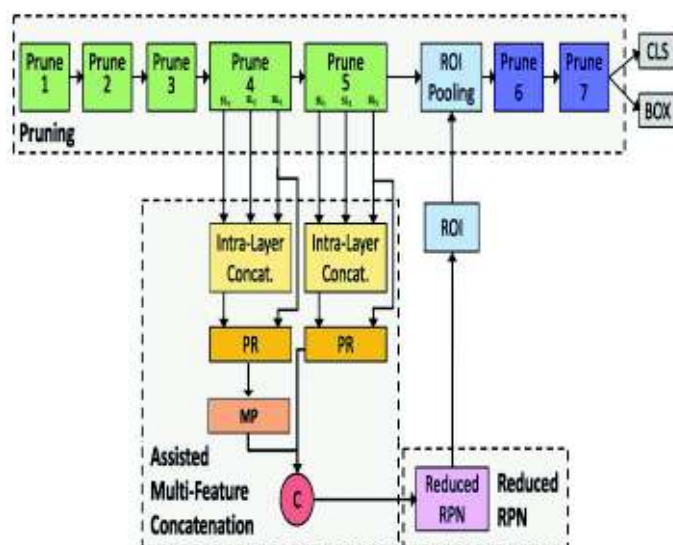 Prune 1
Prune 2
Prune 3
Prune 4
Prune 5
ROI Pooling
Prune 6
Prune 7
CLS
BOX
Pruning
Intra-Layer Concat.
Intra-Layer Concat.
ROI
PR
PR
MP
Assisted
Multi-Feature
Concatenation
C
Reduced RPN
Reduced
RPN